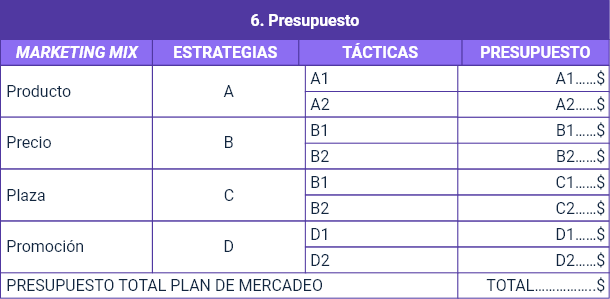 6. Presupuesto
MARKETING MIX ESTRATEGIAS TÁCTICAS PRESUPUESTO
Producto A A1 A1......$
A2 A2......$
Precio B B1 B1......$
B2 B2......$
Plaza C B1 C1......$
B2 C2......$
Promoción D D1 D1......$
D2 D2......$
PRESUPUESTO TOTAL PLAN DE MERCADEO TOTAL................$